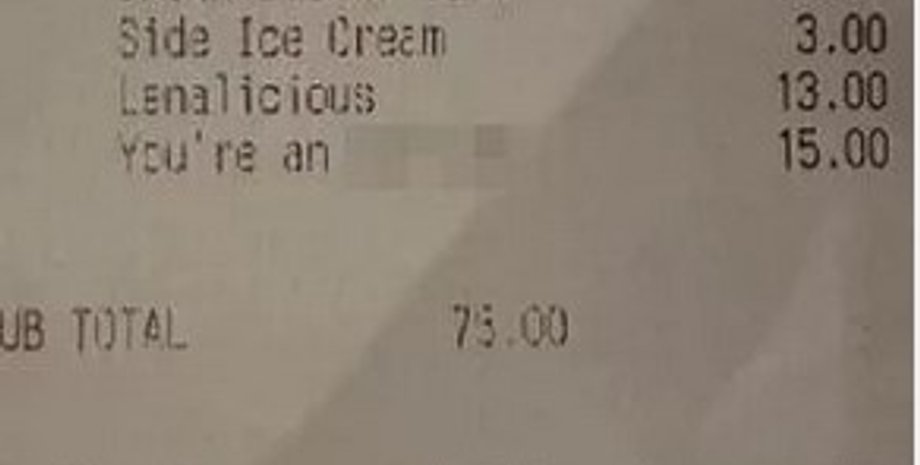 Side Ice Cream 3.00
Lenalicious 13.00
You're an 15.00
UB TOTAL 75.00